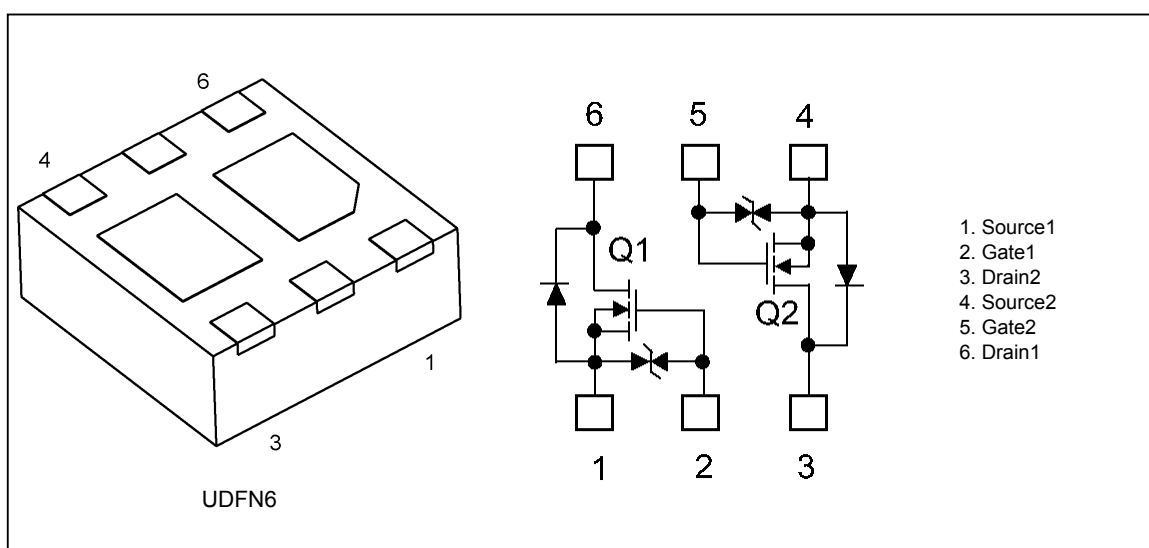 6
4
1
3
UDFN6
6 5 4
Q1
Q2
1 2 3
1. Source1
2. Gate1
3. Drain2
4. Source2
5. Gate2
6. Drain1